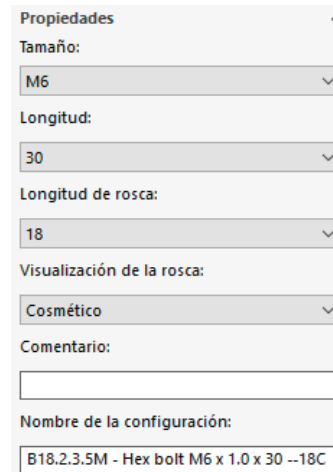 Propiedades
Tamaño:
M6
Longitud:
30
Longitud de rosca:
18
Visualización de la rosca:
Cosmético
Comentario:
Nombre de la configuración:
B18.2.3.5M - Hex bolt M6 x 1.0 x 30 --18C